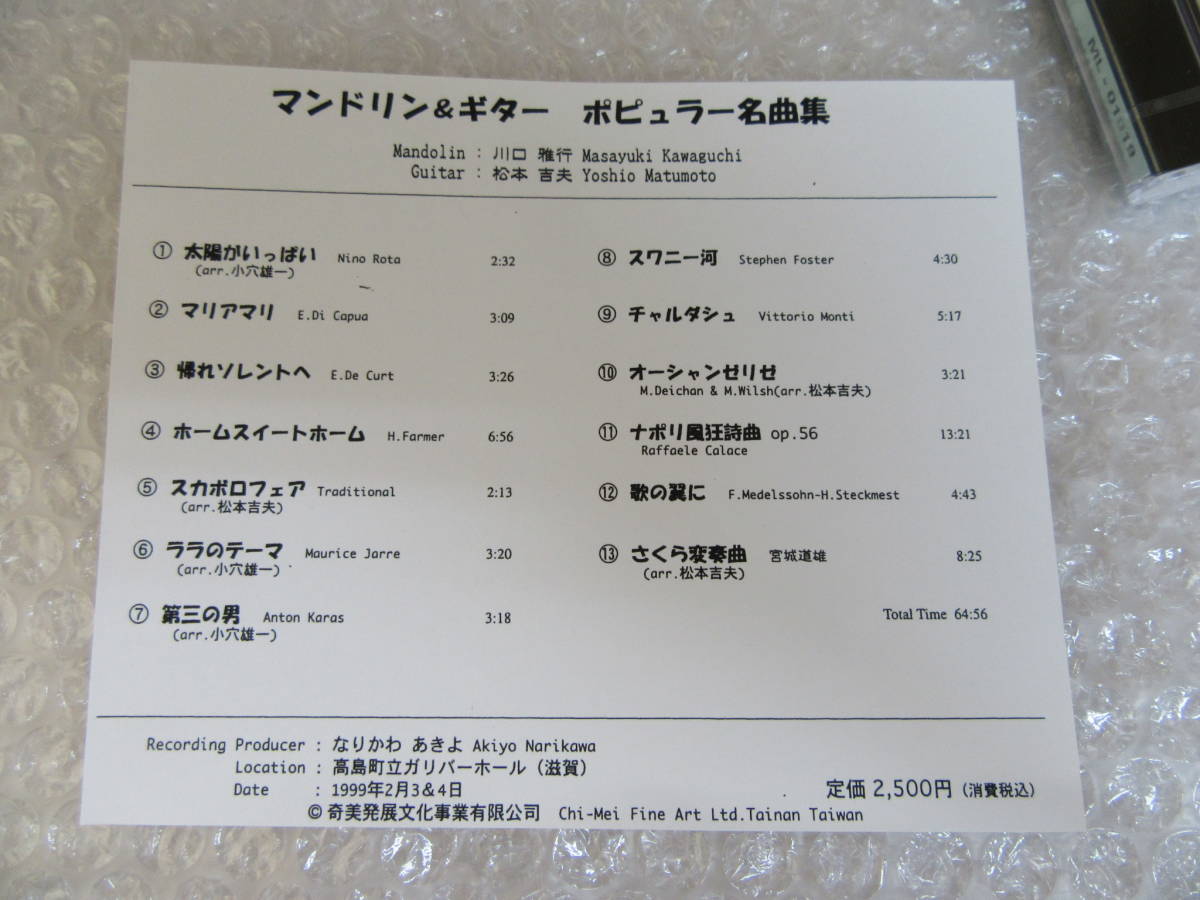 マンドリン＆ギター　ポピュラー名曲集
Mandolin : 川口 雅行 Masayuki Kawaguchi
Guitar : 松本 吉夫 Yoshio Matumoto
① 太陽がいっぱい Nino Rota 2:32
(arr.小穴雄一)
② マリアマリ E.Di Capua 3:09
③ 帰れソレントへ E.De Curt 3:26
④ ホームスイートホーム H.Farmer 6:56
⑤ スカボロフェア Traditional 2:13
(arr.松本吉夫)
⑥ ララのテーマ Maurice Jarre 3:20
(arr.小穴雄一)
⑦ 第三の男 Anton Karas 3:18
(arr.小穴雄一)
⑧ スワニー河 Stephen Foster 4:30
⑨ チャルダシュ Vittorio Monti 5:17
⑩ オーシャンゼリゼ 3:21
M.Deichan & M.Wilsh(arr.松本吉夫)
⑪ ナポリ風狂詩曲 op.56 13:21
Raffaele Calace
⑫ 歌の翼に F.Medelssohn-H.Steckmest 4:43
⑬ さくら変奏曲 宮城道雄 8:25
(arr.松本吉夫)
Total Time 64:56
Recording Producer : なりかわ あきよ Akiyo Narikawa
Location : 高島町立ガリバーホール（滋賀）
Date : 1999年2月3＆4日
定価 2,500円（消費税込）
© 奇美発展文化事業有限公司 Chi-Mei Fine Art Ltd.Tainan Taiwan